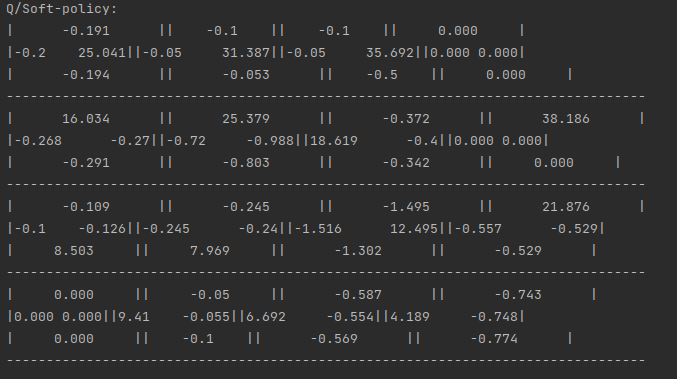 Q/Soft-policy:
|      -0.191      ||    -0.1    ||    -0.1    ||     0.000     |
|-0.2    25.041||-0.05     31.387||-0.05     35.692||0.000 0.000|
|      -0.194      ||      -0.053      ||    -0.5    ||     0.000     |
------------------------------------------------------------------------------
|      16.034      ||      25.379      ||      -0.372      ||      38.186      |
|-0.268      -0.27||-0.72     -0.988||18.619      -0.4||0.000 0.000|
|      -0.291      ||      -0.803      ||      -0.342      ||     0.000     |
------------------------------------------------------------------------------
|      -0.109      ||      -0.245      ||      -1.495      ||      21.876      |
|-0.1    -0.126||-0.245      -0.24||-1.516      12.495||-0.557      -0.529|
|     8.503     ||     7.969     ||      -1.302      ||      -0.529      |
------------------------------------------------------------------------------
|     0.000     ||     -0.05     ||      -0.587      ||      -0.743      |
|0.000 0.000||9.41    -0.055||6.692     -0.554||4.189     -0.748|
|     0.000     ||    -0.1    ||      -0.569      ||      -0.774      |
------------------------------------------------------------------------------